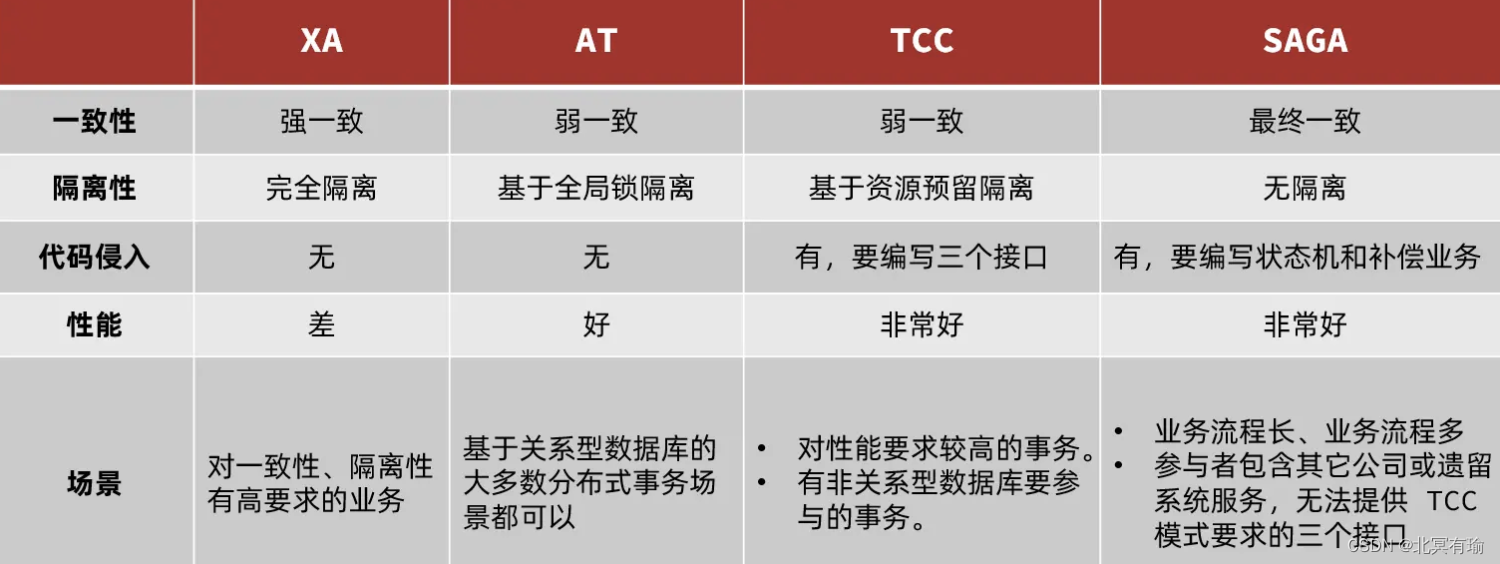 XA AT TCC SAGA
一致性 强一致 弱一致 弱一致 最终一致
隔离性 完全隔离 基于全局锁隔离 基于资源预留隔离 无隔离
代码侵入 无 无 有，要编写三个接口 有，要编写状态机和补偿业务
性能 差 好 非常好 非常好
场景
对一致性、隔离性
有高要求的业务
基于关系型数据库的
大多数分布式事务场
景都可以
• 对性能要求较高的事务。
• 有非关系型数据库要参
与的事务。
• 业务流程长、业务流程多
• 参与者包含其它公司或遗留
系统服务，无法提供 TCC
模式要求的三个接口
CSDN @北冥有瑜